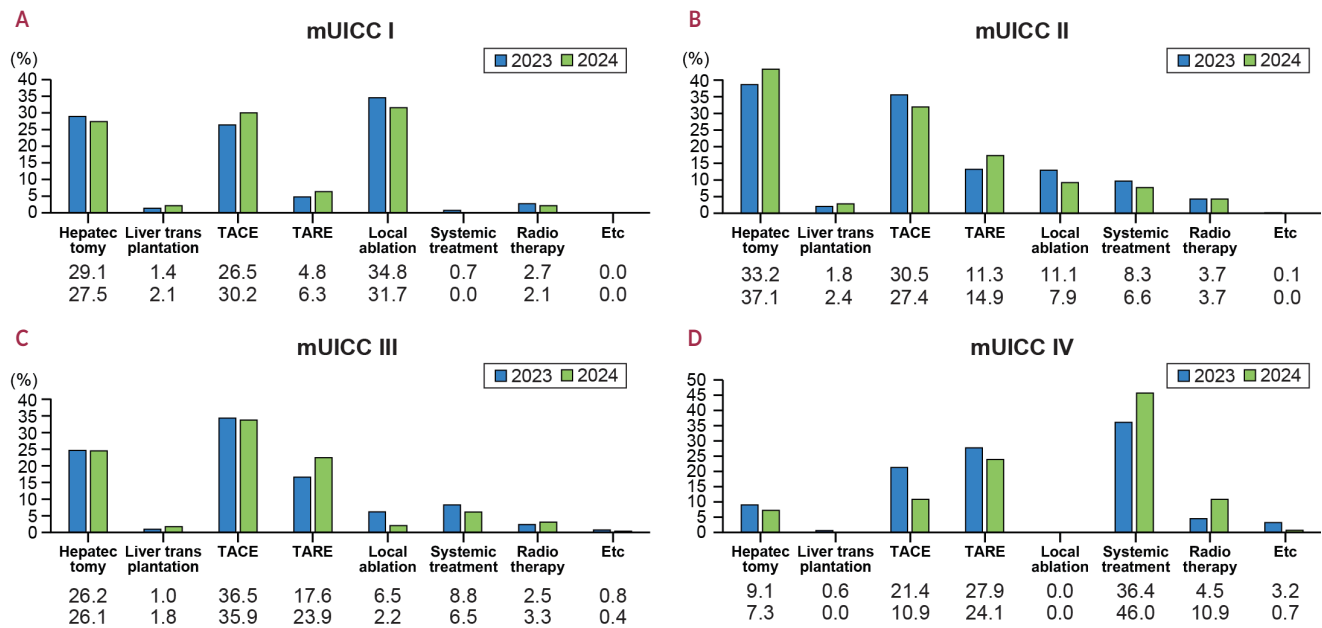 A
mUICC I
(%)
2023 2024
40
35
30
25
20
15
10
5
0
Hepatec Liver trans TACE TARE Local Systemic Radio Etc
tomy plantation ablation treatment therapy
29.1 1.4 26.5 4.8 34.8 0.7 2.7 0.0
27.5 2.1 30.2 6.3 31.7 0.0 2.1 0.0
B
mUICC II
(%)
2023 2024
40
35
30
25
20
15
10
5
0
Hepatec Liver trans TACE TARE Local Systemic Radio Etc
tomy plantation ablation treatment therapy
33.2 1.8 30.5 11.3 11.1 8.3 3.7 0.1
37.1 2.4 27.4 14.9 7.9 6.6 3.7 0.0
C
mUICC III
(%)
2023 2024
40
35
30
25
20
15
10
5
0
Hepatec Liver trans TACE TARE Local Systemic Radio Etc
tomy plantation ablation treatment therapy
26.2 1.0 36.5 17.6 6.5 8.8 2.5 0.8
26.1 1.8 35.9 23.9 2.2 6.5 3.3 0.4
D
mUICC IV
2023 2024
50
45
40
35
30
25
20
15
10
5
0
Hepatec Liver trans TACE TARE Local Systemic Radio Etc
tomy plantation ablation treatment therapy
9.1 0.6 21.4 27.9 0.0 36.4 4.5 3.2
7.3 0.0 10.9 24.1 0.0 46.0 10.9 0.7